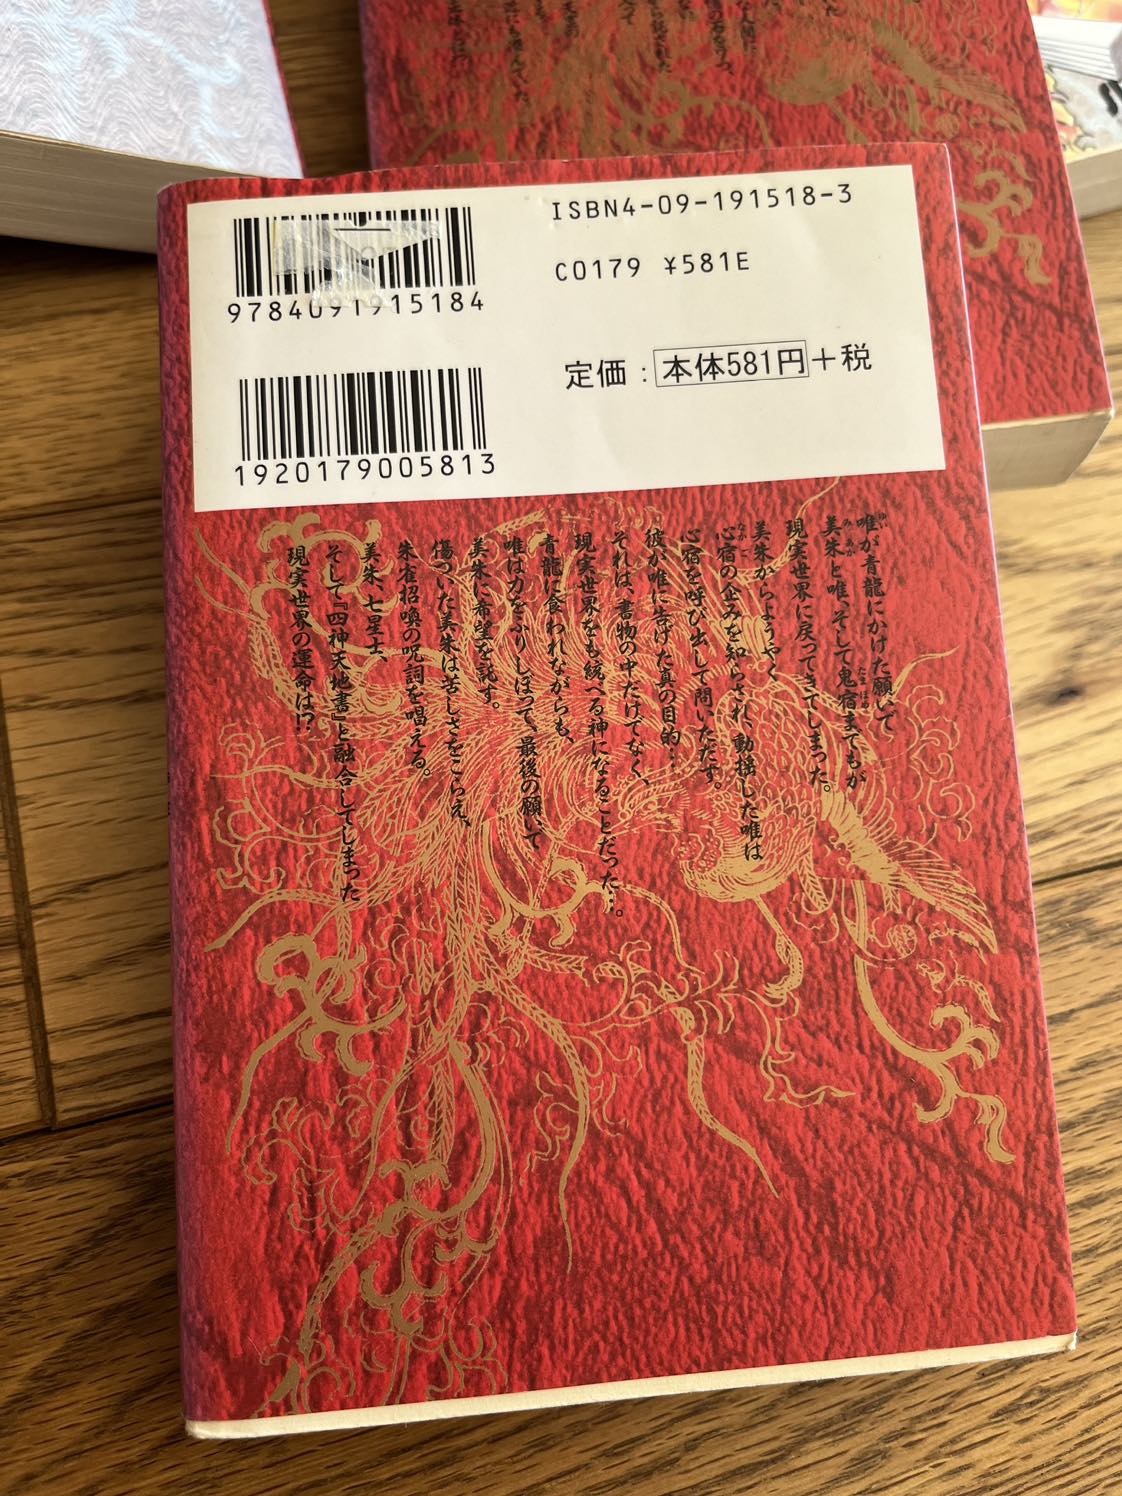 ISBN4-09-191518-3
C0179 ¥581E
9784091915184
定価：本体581円＋税
1920179005813
唯が青龍にかけた願いで
美朱と唯、そして鬼宿までもが
現実世界に戻ってきてしまった。
美朱からようやく
心宿の企みを知らされ、動揺した唯は
心宿を呼び出して問いただす。
彼が唯に告げた真の目的…
それは、書物の中だけでなく、
現実世界をも統べる神になることだった…。
青龍に食われながらも、
唯は力をふりしぼって、最後の願いで
美朱に希望を託す。
傷ついた美朱は苦しさをこらえ、
朱雀招喚の呪詞を唱える。
美朱、七星士、
そして『四神天地書』と融合してしまった
現実世界の運命は!?